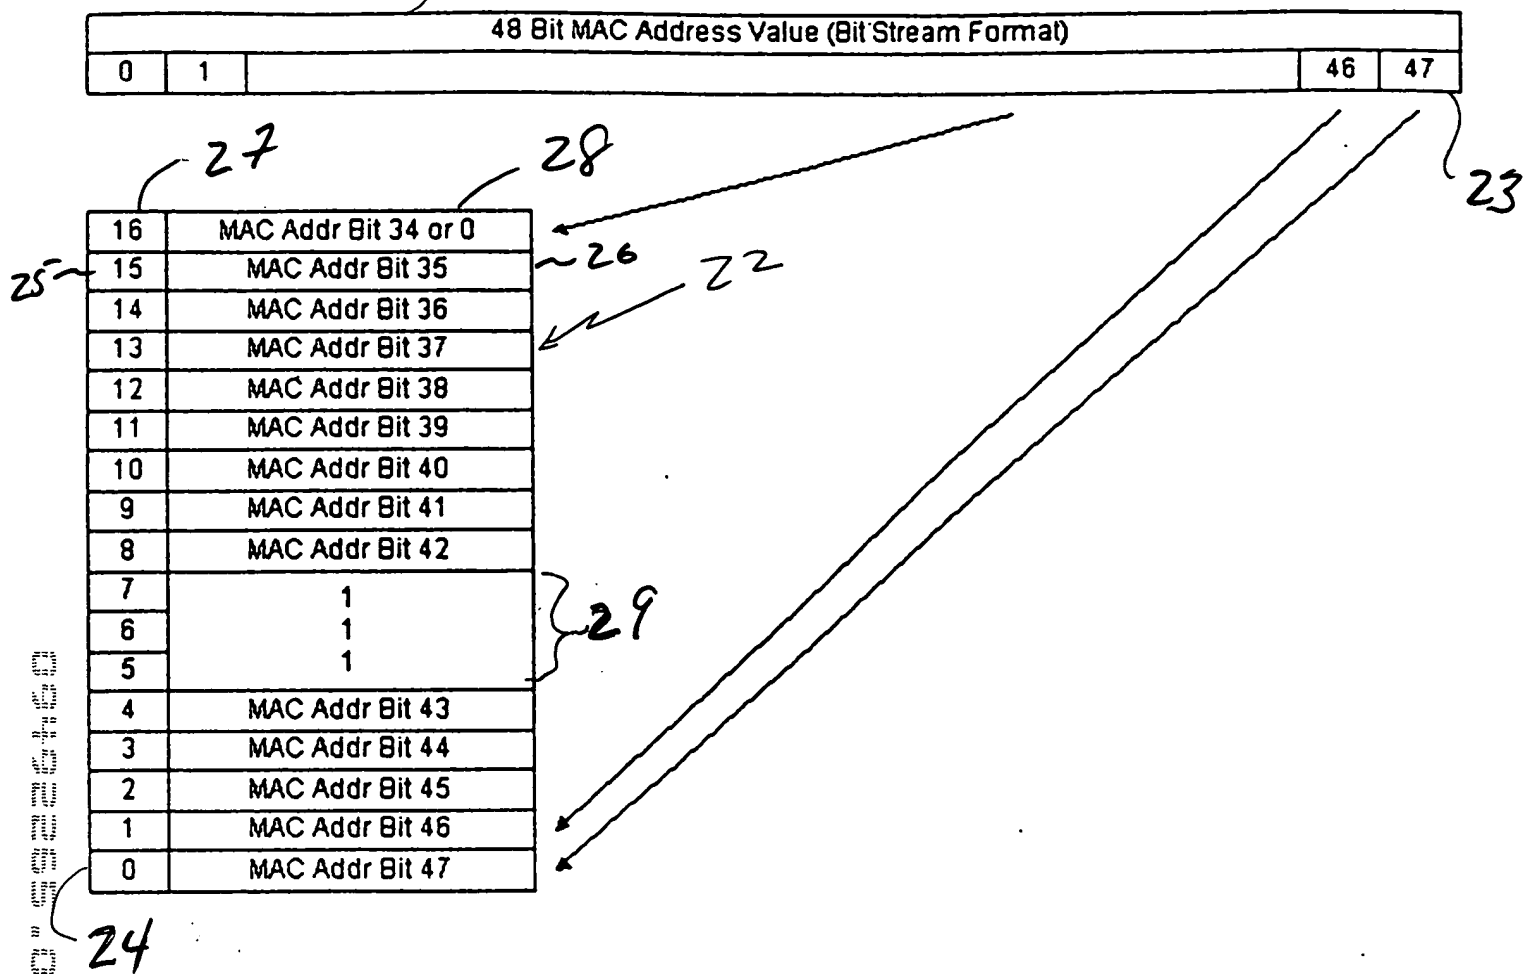 48 Bit MAC Address Value (Bit Stream Format)
0 1 46 47
23
27 28
16 MAC Addr Bit 34 or 0
25 15 MAC Addr Bit 35 26
22
14 MAC Addr Bit 36
13 MAC Addr Bit 37
12 MAC Addr Bit 38
11 MAC Addr Bit 39
10 MAC Addr Bit 40
9 MAC Addr Bit 41
8 MAC Addr Bit 42
7 1
6 1 29
5 1
4 MAC Addr Bit 43
3 MAC Addr Bit 44
2 MAC Addr Bit 45
1 MAC Addr Bit 46
0 MAC Addr Bit 47
24